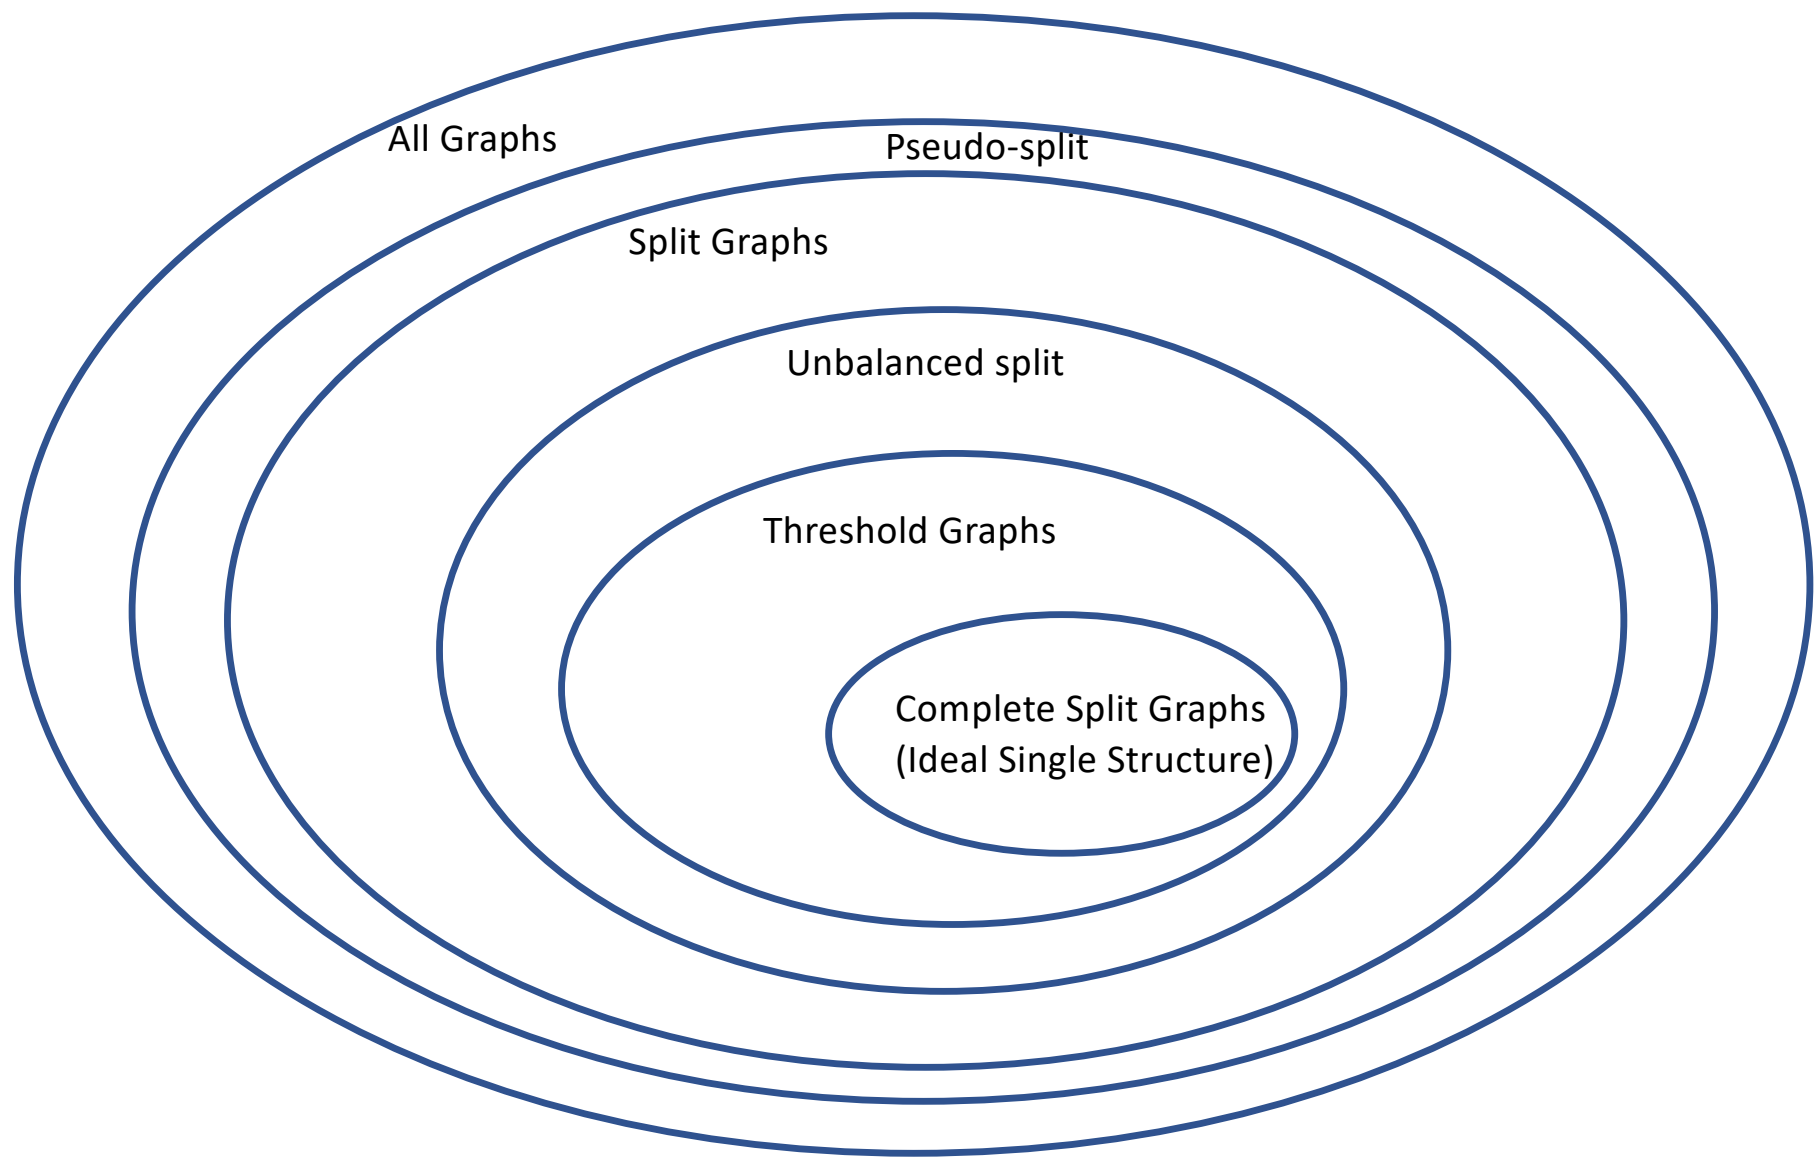 All Graphs
Pseudo-split
Split Graphs
Unbalanced split
Threshold Graphs
Complete Split Graphs
(Ideal Single Structure)